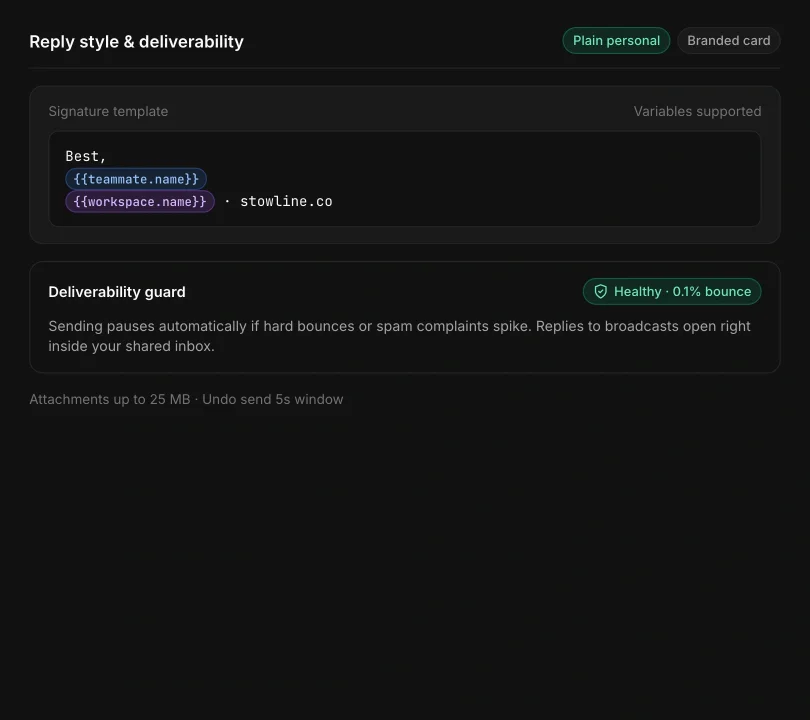 Reply style & deliverability
Plain personal
Branded card
Signature template
Variables supported
Best,
{{teammate.name}}
{{workspace.name}} · stowline.co
Deliverability guard
Healthy · 0.1% bounce
Sending pauses automatically if hard bounces or spam complaints spike. Replies to broadcasts open right
inside your shared inbox.
Attachments up to 25 MB · Undo send 5s window